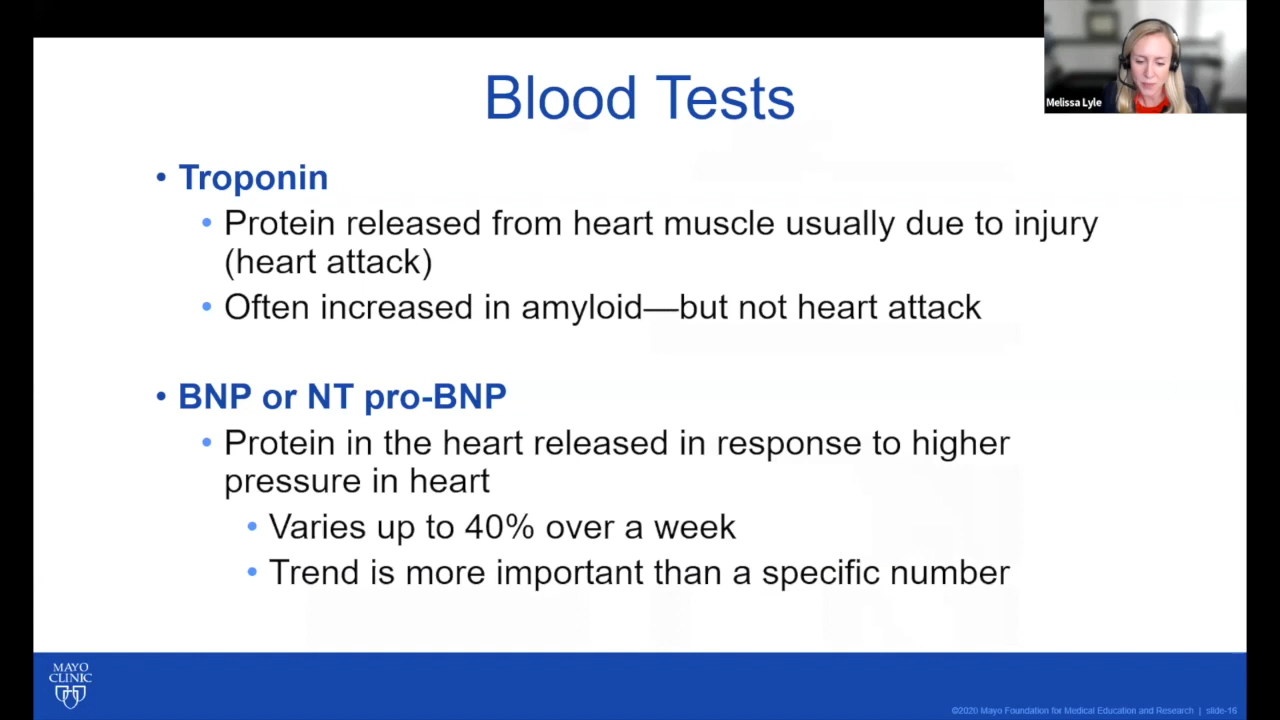 Blood Tests
Melissa Lyle
• Troponin
• Protein released from heart muscle usually due to injury
(heart attack)
• Often increased in amyloid—but not heart attack
• BNP or NT pro-BNP
• Protein in the heart released in response to higher
pressure in heart
• Varies up to 40% over a week
• Trend is more important than a specific number
MAYO
CLINIC
©2020 Mayo Foundation for Medical Education and Research | slide-16